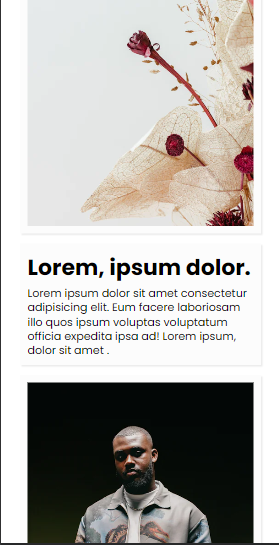 Lorem, ipsum dolor.
Lorem ipsum dolor sit amet consectetur
adipisicing elit. Eum facere laboriosam
illo quos ipsum voluptas voluptatum
officia expedita ipsa ad! Lorem ipsum,
dolor sit amet .